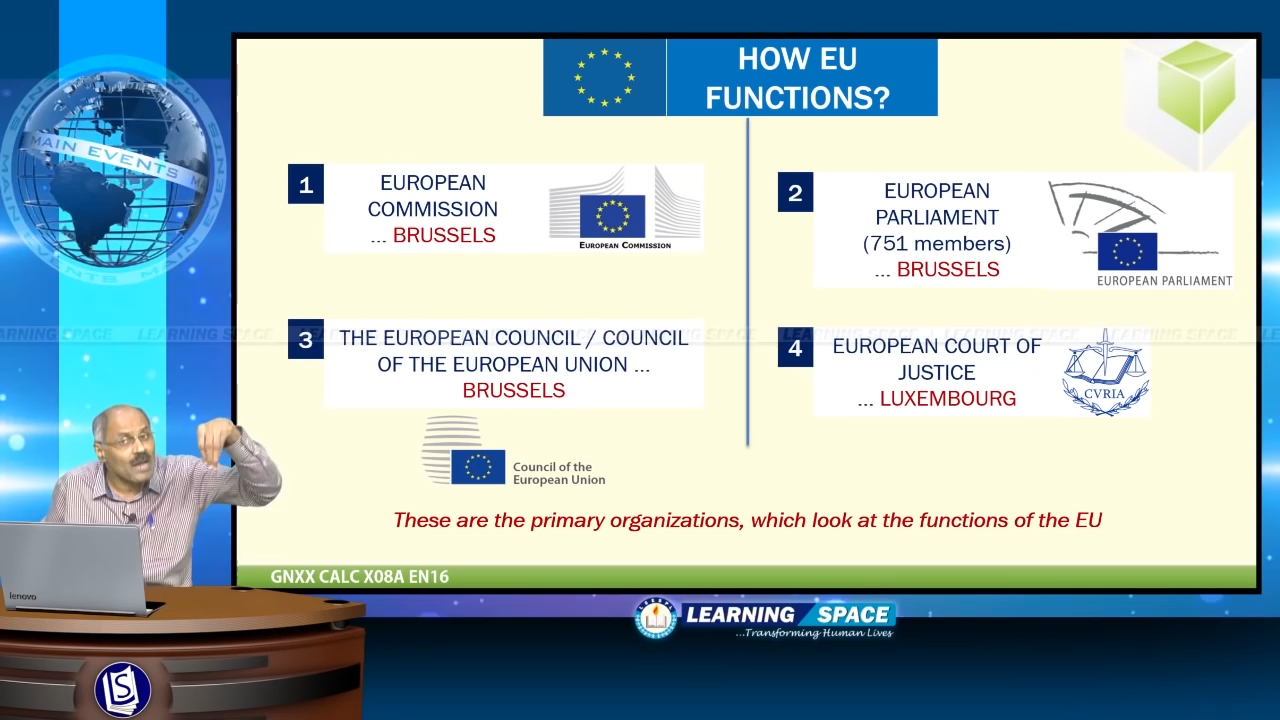 HOW EU
FUNCTIONS?
1
EUROPEAN
COMMISSION
... BRUSSELS
EUROPEAN COMMISSION
2
EUROPEAN
PARLIAMENT
(751 members)
... BRUSSELS
EUROPEAN PARLIAMENT
3
THE EUROPEAN COUNCIL / COUNCIL
OF THE EUROPEAN UNION ...
BRUSSELS
Council of the
European Union
4
EUROPEAN COURT OF
JUSTICE
... LUXEMBOURG
CVRIA
These are the primary organizations, which look at the functions of the EU
GNXX CALC X08A EN16
MAIN EVENTS
LEARNING SPACE
LEARNING SPACE
...Transforming Human Lives
lenovo
LS